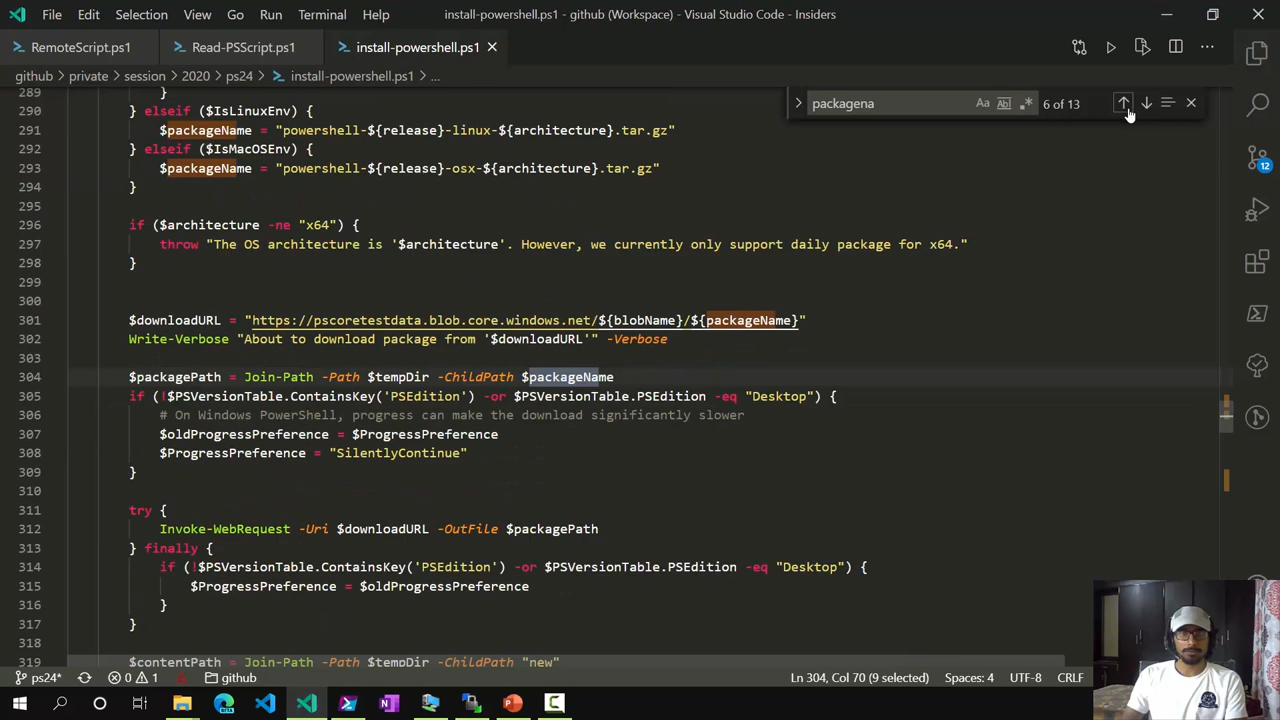 File Edit Selection View Go Run Terminal Help install-powershell.ps1 - github (Workspace) - Visual Studio Code - Insiders
RemoteScript.ps1 Read-PSScript.ps1 install-powershell.ps1
github > private > session > 2020 > ps24 > install-powershell.ps1 > ...
packagena Aa Ab .* 6 of 13
289 }
290 } elseif ($IsLinuxEnv) {
291 $packageName = "powershell-${release}-linux-${architecture}.tar.gz"
292 } elseif ($IsMacOSEnv) {
293 $packageName = "powershell-${release}-osx-${architecture}.tar.gz"
294 }
295
296 if ($architecture -ne "x64") {
297 throw "The OS architecture is '$architecture'. However, we currently only support daily package for x64."
298 }
299
300
301 $downloadURL = "https://pscoretestdata.blob.core.windows.net/${blobName}/${packageName}"
302 Write-Verbose "About to download package from '$downloadURL'" -Verbose
303
304 $packagePath = Join-Path -Path $tempDir -ChildPath $packageName
305 if (!$PSVersionTable.ContainsKey('PSEdition') -or $PSVersionTable.PSEdition -eq "Desktop") {
306 # On Windows PowerShell, progress can make the download significantly slower
307 $oldProgressPreference = $ProgressPreference
308 $ProgressPreference = "SilentlyContinue"
309 }
310
311 try {
312 Invoke-WebRequest -Uri $downloadURL -OutFile $packagePath
313 } finally {
314 if (!$PSVersionTable.ContainsKey('PSEdition') -or $PSVersionTable.PSEdition -eq "Desktop") {
315 $ProgressPreference = $oldProgressPreference
316 }
317 }
318
319 $contentPath = Join-Path -Path $tempDir -ChildPath "new"
12
ps24* 0 1 github Ln 304, Col 70 (9 selected) Spaces: 4 UTF-8 CRLF